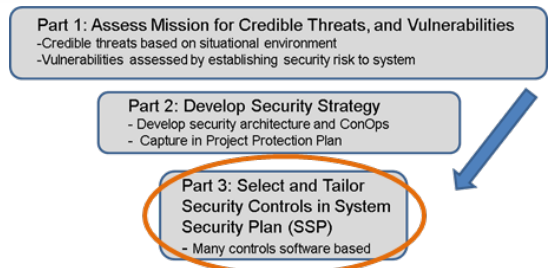 Part 1: Assess Mission for Credible Threats, and Vulnerabilities
-Credible threats based on situational environment
-Vulnerabilities assessed by establishing security risk to system
Part 2: Develop Security Strategy
- Develop security architecture and ConOps
- Capture in Project Protection Plan
Part 3: Select and Tailor
Security Controls in System
Security Plan (SSP)
- Many controls software based